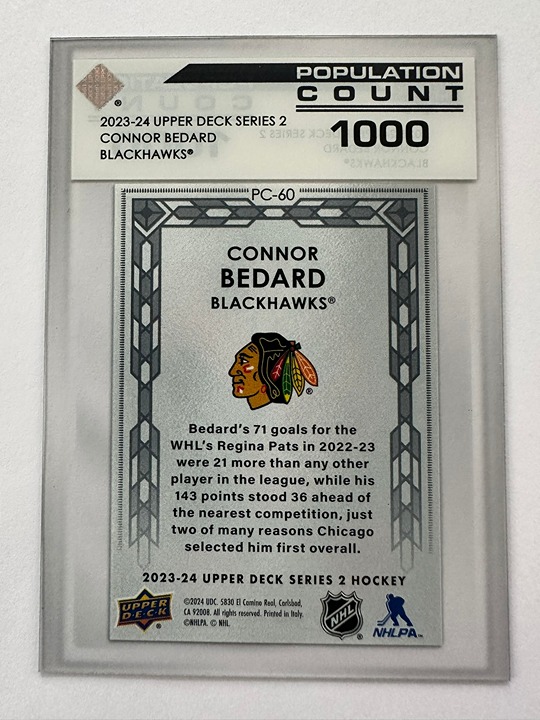 POPULATION
COUNT
1000
2023-24 UPPER DECK SERIES 2
CONNOR BEDARD
BLACKHAWKS®
PC-60
CONNOR
BEDARD
BLACKHAWKS®
Bedard's 71 goals for the
WHL's Regina Pats in 2022-23
were 21 more than any other
player in the league, while his
143 points stood 36 ahead of
the nearest competition, just
two of many reasons Chicago
selected him first overall.
2023-24 UPPER DECK SERIES 2 HOCKEY
UPPER
D·E·C·K
©2024 UDC. 5830 El Camino Real, Carlsbad,
CA 92008. All rights reserved. Printed in Italy.
©NHLPA. © NHL.
NHL
NHLPA™